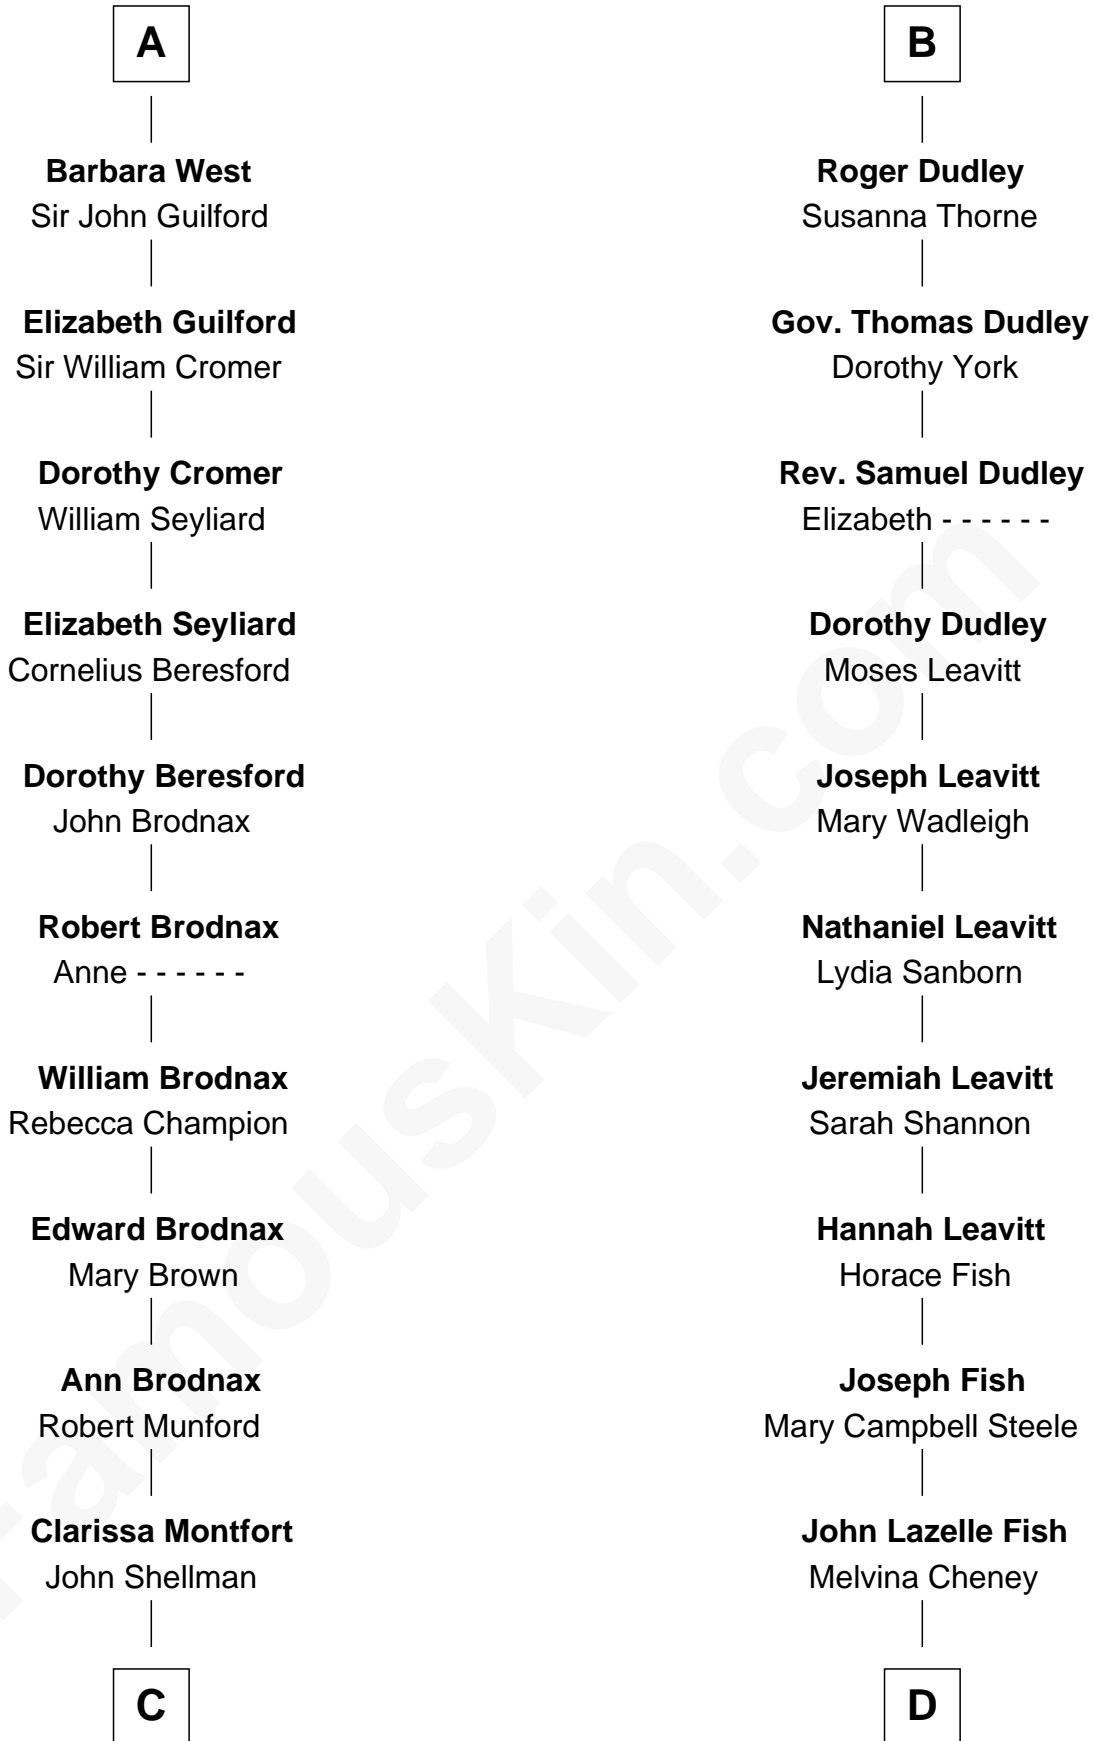 A
Barbara West
Sir John Guilford
Elizabeth Guilford
Sir William Cromer
Dorothy Cromer
William Seyliard
Elizabeth Seyliard
Cornelius Beresford
Dorothy Beresford
John Brodnax
Robert Brodnax
Anne - - - - - -
William Brodnax
Rebecca Champion
Edward Brodnax
Mary Brown
Ann Brodnax
Robert Munford
Clarissa Montfort
John Shellman
C
B
Roger Dudley
Susanna Thorne
Gov. Thomas Dudley
Dorothy York
Rev. Samuel Dudley
Elizabeth - - - - - -
Dorothy Dudley
Moses Leavitt
Joseph Leavitt
Mary Wadleigh
Nathaniel Leavitt
Lydia Sanborn
Jeremiah Leavitt
Sarah Shannon
Hannah Leavitt
Horace Fish
Joseph Fish
Mary Campbell Steele
John Lazelle Fish
Melvina Cheney
D
FamousKin.com